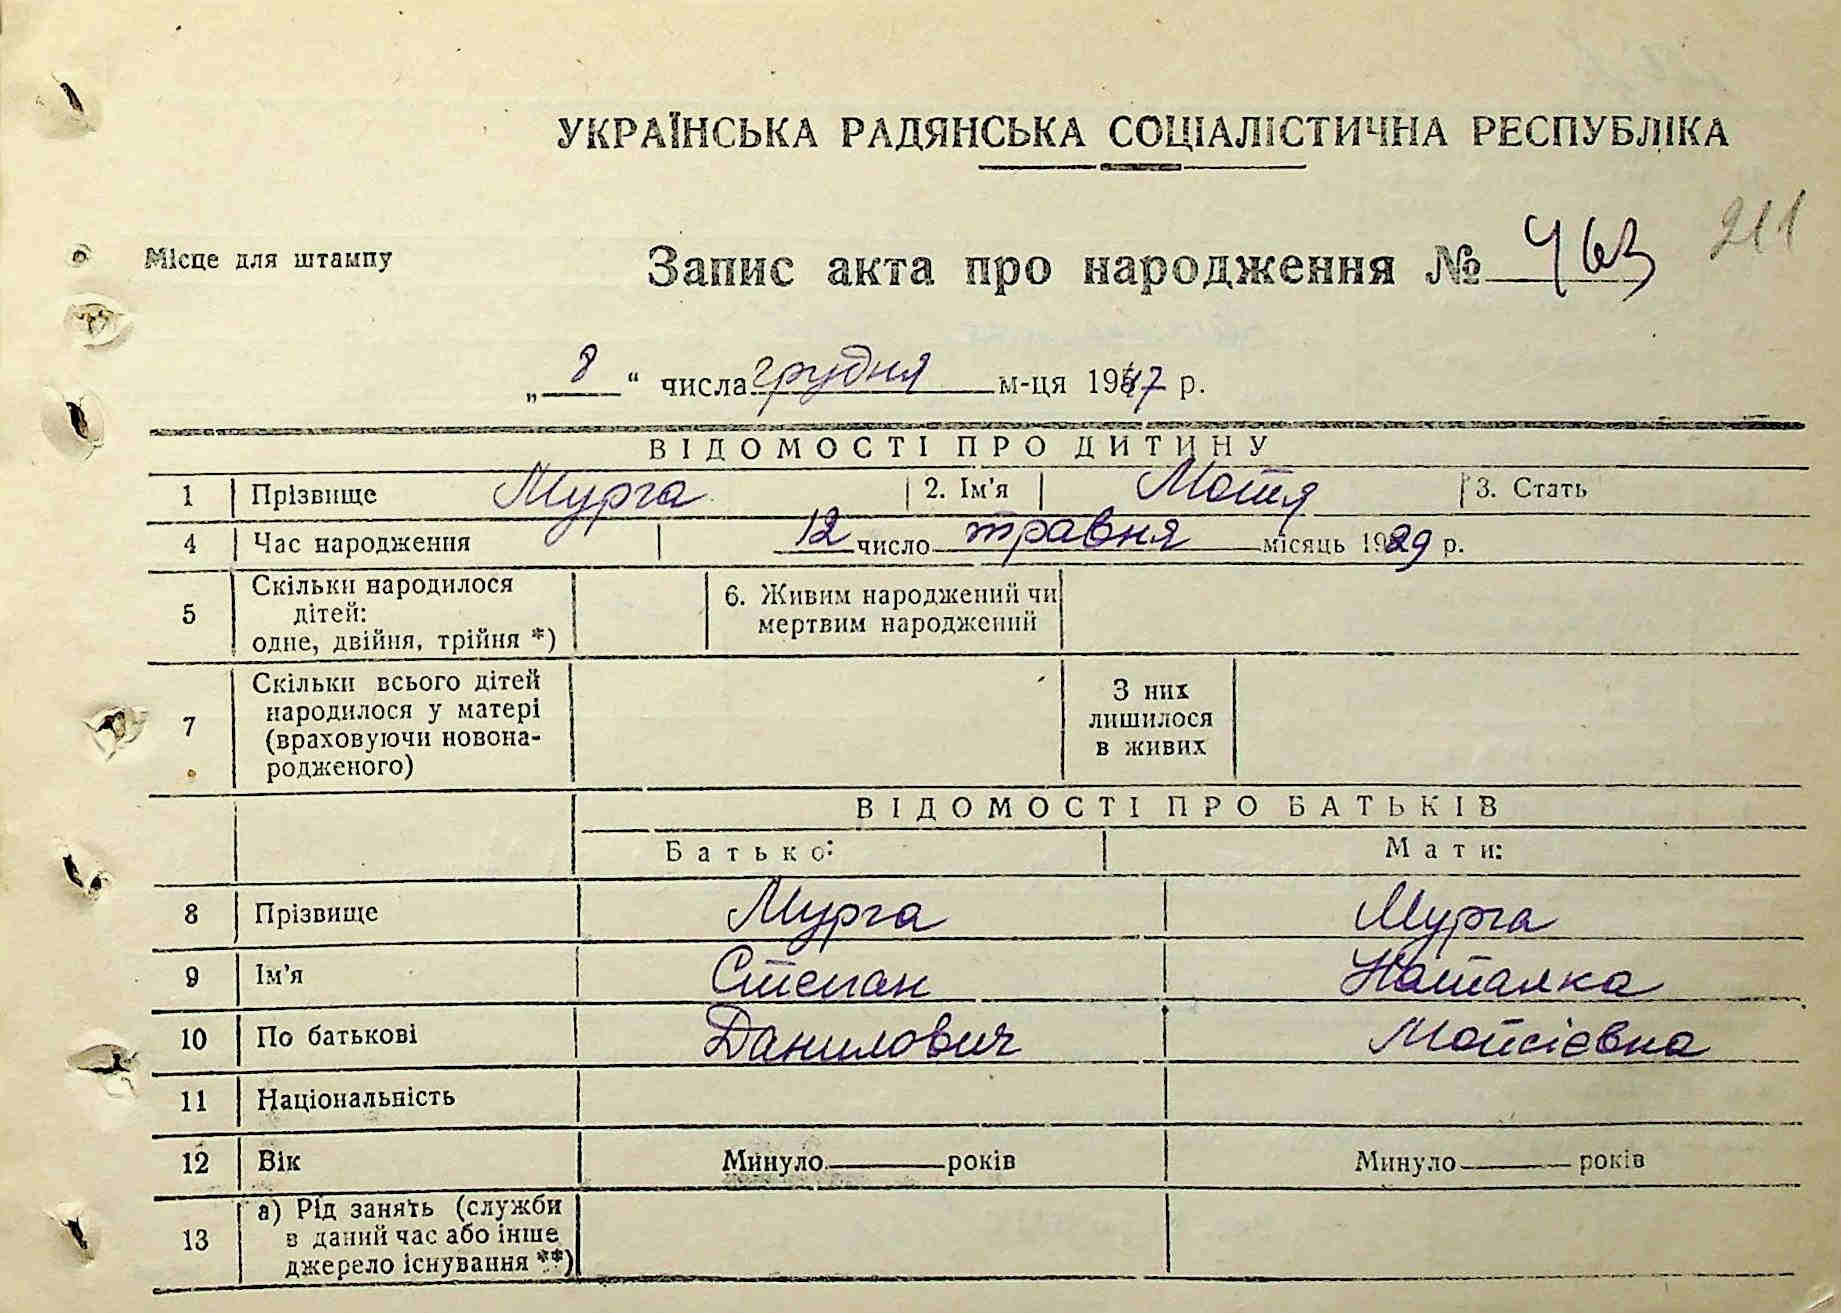 УКРАЇНСЬКА РАДЯНСЬКА СОЦІАЛІСТИЧНА РЕСПУБЛІКА
211
Місце для штампу
Запис акта про народження № 463
„ 8 “ числа грудня м-ця 1947 р.
ВІДОМОСТІ ПРО ДИТИНУ
1 Прізвище Мурга 2. Ім'я Мотя 3. Стать
4 Час народження 12 число травня місяць 1929 р.
5 Скільки народилося дітей: одне, двійня, трійня *) 6. Живим народжений чи мертвим народжений
7 Скільки всього дітей народилося у матері (враховуючи новона-родженого) З них лишилося в живих
ВІДОМОСТІ ПРО БАТЬКІВ
Батько: Мати:
8 Прізвище Мурга Мурга
9 Ім'я Степан Наталка
10 По батькові Данилович Мойсієвна
11 Національність
12 Вік Минуло років Минуло років
13 а) Рід занять (служби в даний час або інше джерело існування **)